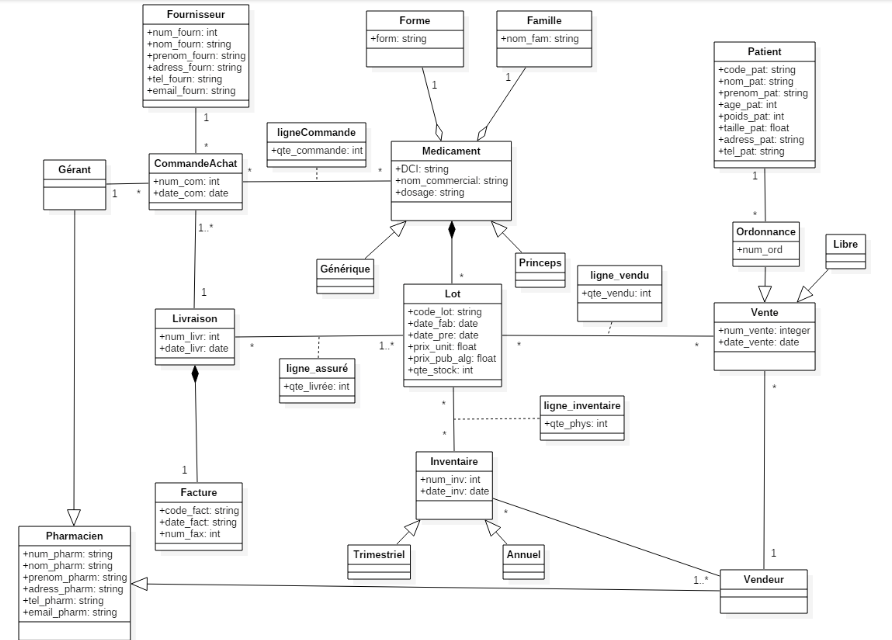 Fournisseur
+num_fourn: int
+nom_fourn: string
+prenom_fourn: string
+adress_fourn: string
+tel_fourn: string
+email_fourn: string
Forme
+form: string
Famille
+nom_fam: string
Patient
+code_pat: string
+nom_pat: string
+prenom_pat: string
+age_pat: int
+poids_pat: int
+taille_pat: float
+adress_pat: string
+tel_pat: string
1
1
1
*
ligneCommande
+qte_commande: int
Gérant
1
*
CommandeAchat
+num_com: int
+date_com: date
*
*
Medicament
+DCI: string
+nom_commercial: string
+dosage: string
1
*
Ordonnance
+num_ord
Libre
1..*
1
Générique
Princeps
*
ligne_vendu
+qte_vendu: int
Livraison
+num_livr: int
+date_livr: date
*
1..*
Lot
+code_lot: string
+date_fab: date
+date_pre: date
+prix_unit: float
+prix_pub_alg: float
+qte_stock: int
*
*
Vente
+num_vente: integer
+date_vente: date
*
ligne_assuré
+qte_livrée: int
*
*
ligne_inventaire
+qte_phys: int
1
Facture
+code_fact: string
+date_fact: string
+num_fax: int
Inventaire
+num_inv: int
+date_inv: date
*
Trimestriel
Annuel
1
1..*
Vendeur
Pharmacien
+num_pharm: string
+nom_pharm: string
+prenom_pharm: string
+adress_pharm: string
+tel_pharm: string
+email_pharm: string